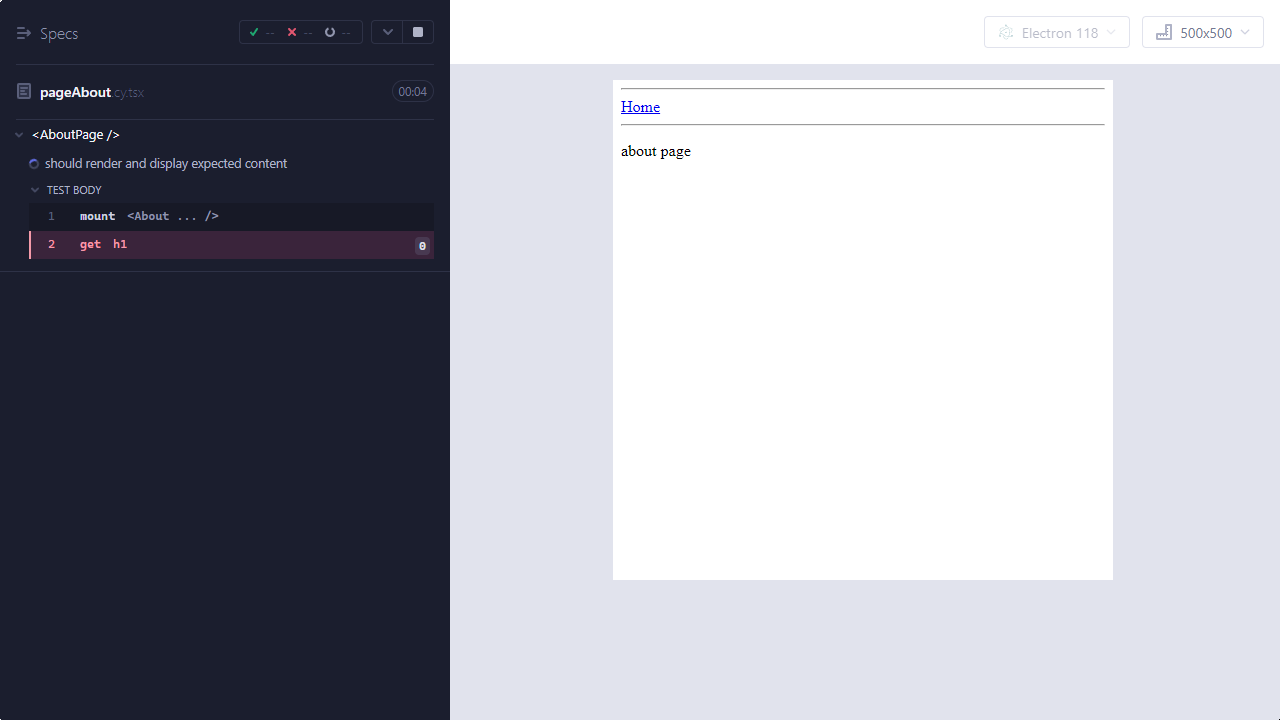 Specs
-- -- --
pageAbout.cy.tsx 00:04
<AboutPage />
should render and display expected content
TEST BODY
1 mount <About ... />
2 get h1 0
Electron 118 500x500
Home
about page